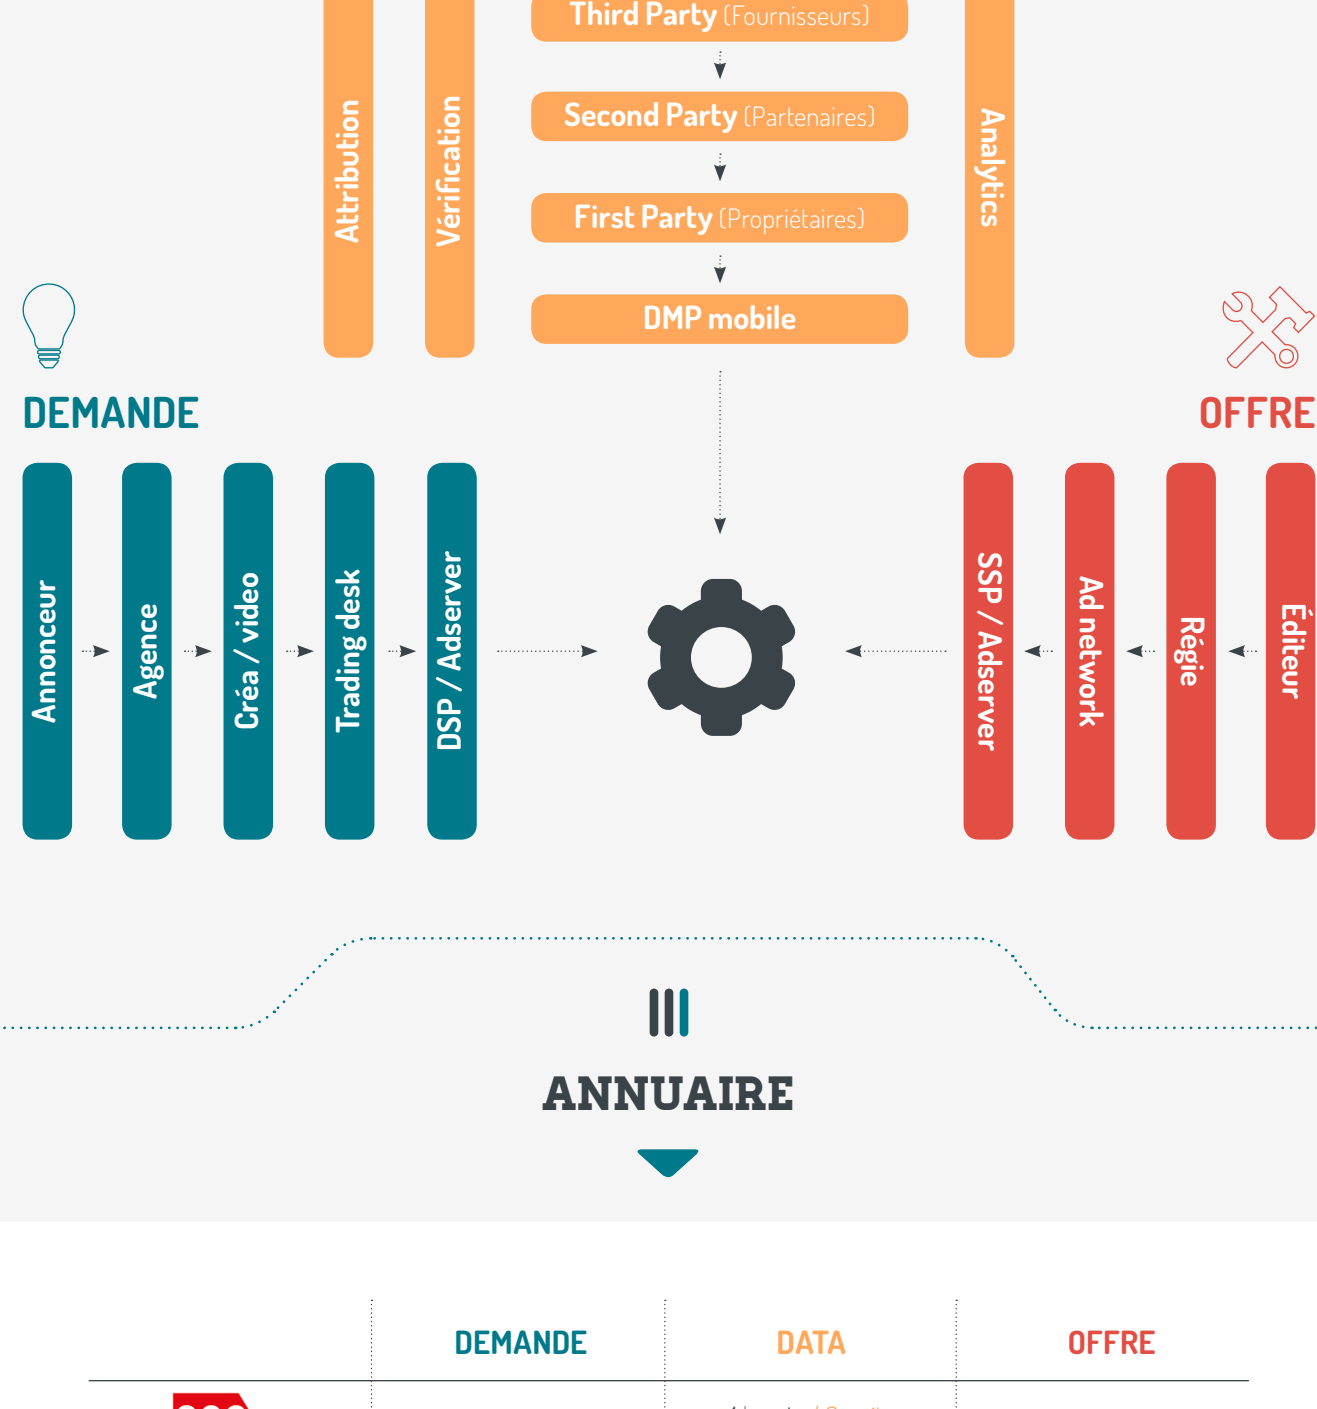 Third Party (Fournisseurs)
Second Party (Partenaires)
First Party (Propriétaires)
DMP mobile
Attribution
Vérification
Analytics
DEMANDE
OFFRE
Annonceur
Agence
Créa / video
Trading desk
DSP / Adserver
SSP / Adserver
Ad network
Régie
Éditeur
ANNUAIRE
DEMANDE
DATA
OFFRE